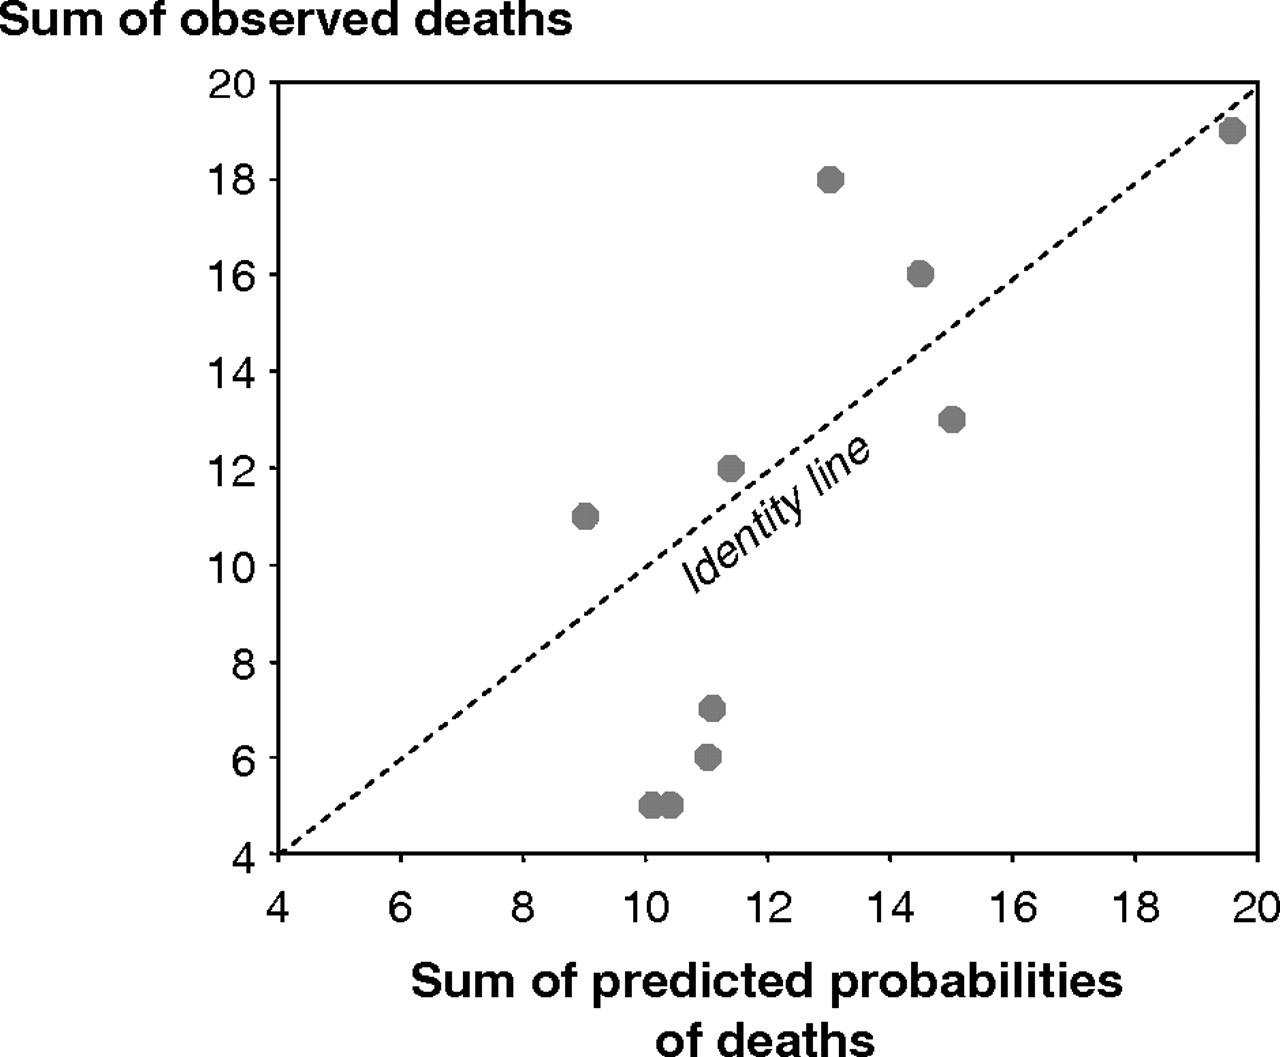 Sum of observed deaths
20
18
16
14
12
10
8
6
4
Identity line
4 6 8 10 12 14 16 18 20
Sum of predicted probabilities
of deaths